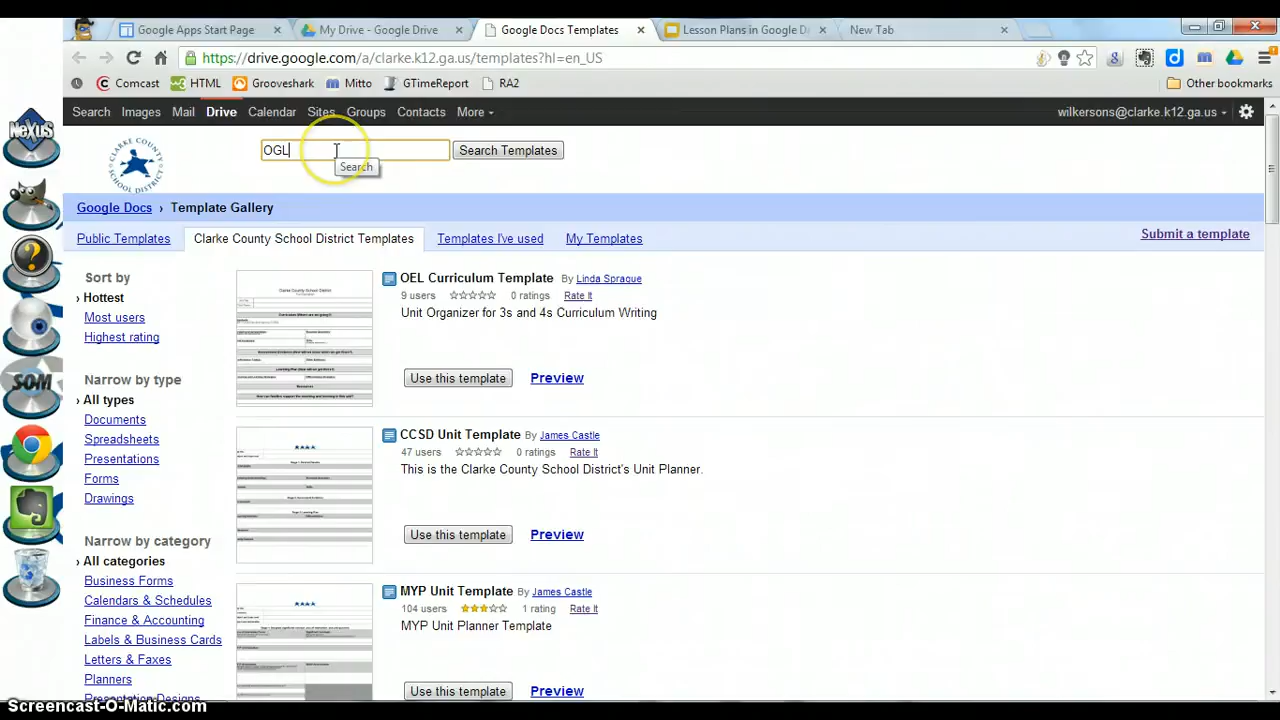 Google Apps Start Page
My Drive - Google Drive
Google Docs Templates
Lesson Plans in Google D
New Tab
https://drive.google.com/a/clarke.k12.ga.us/templates?hl=en_US
Comcast
HTML
Grooveshark
Mitto
GTimeReport
RA2
Other bookmarks
Search Images Mail Drive Calendar Sites Groups Contacts More
wilkersons@clarke.k12.ga.us
NEXUS
CLARKE COUNTY
SCHOOL DISTRICT
OGL
Search Templates
Search
Google Docs › Template Gallery
Public Templates
Clarke County School District Templates
Templates I've used
My Templates
Submit a template
Sort by
› Hottest
Most users
Highest rating
Narrow by type
› All types
Documents
Spreadsheets
Presentations
Forms
Drawings
Narrow by category
› All categories
Business Forms
Calendars & Schedules
Finance & Accounting
Labels & Business Cards
Letters & Faxes
Planners
Presentation Designs
SOM
OEL Curriculum Template By Linda Sprague
9 users 0 ratings Rate It
Unit Organizer for 3s and 4s Curriculum Writing
Use this template Preview
CCSD Unit Template By James Castle
47 users 0 ratings Rate It
This is the Clarke County School District's Unit Planner.
Use this template Preview
MYP Unit Template By James Castle
104 users 1 rating Rate It
MYP Unit Planner Template
Use this template Preview
Screencast-O-Matic.com